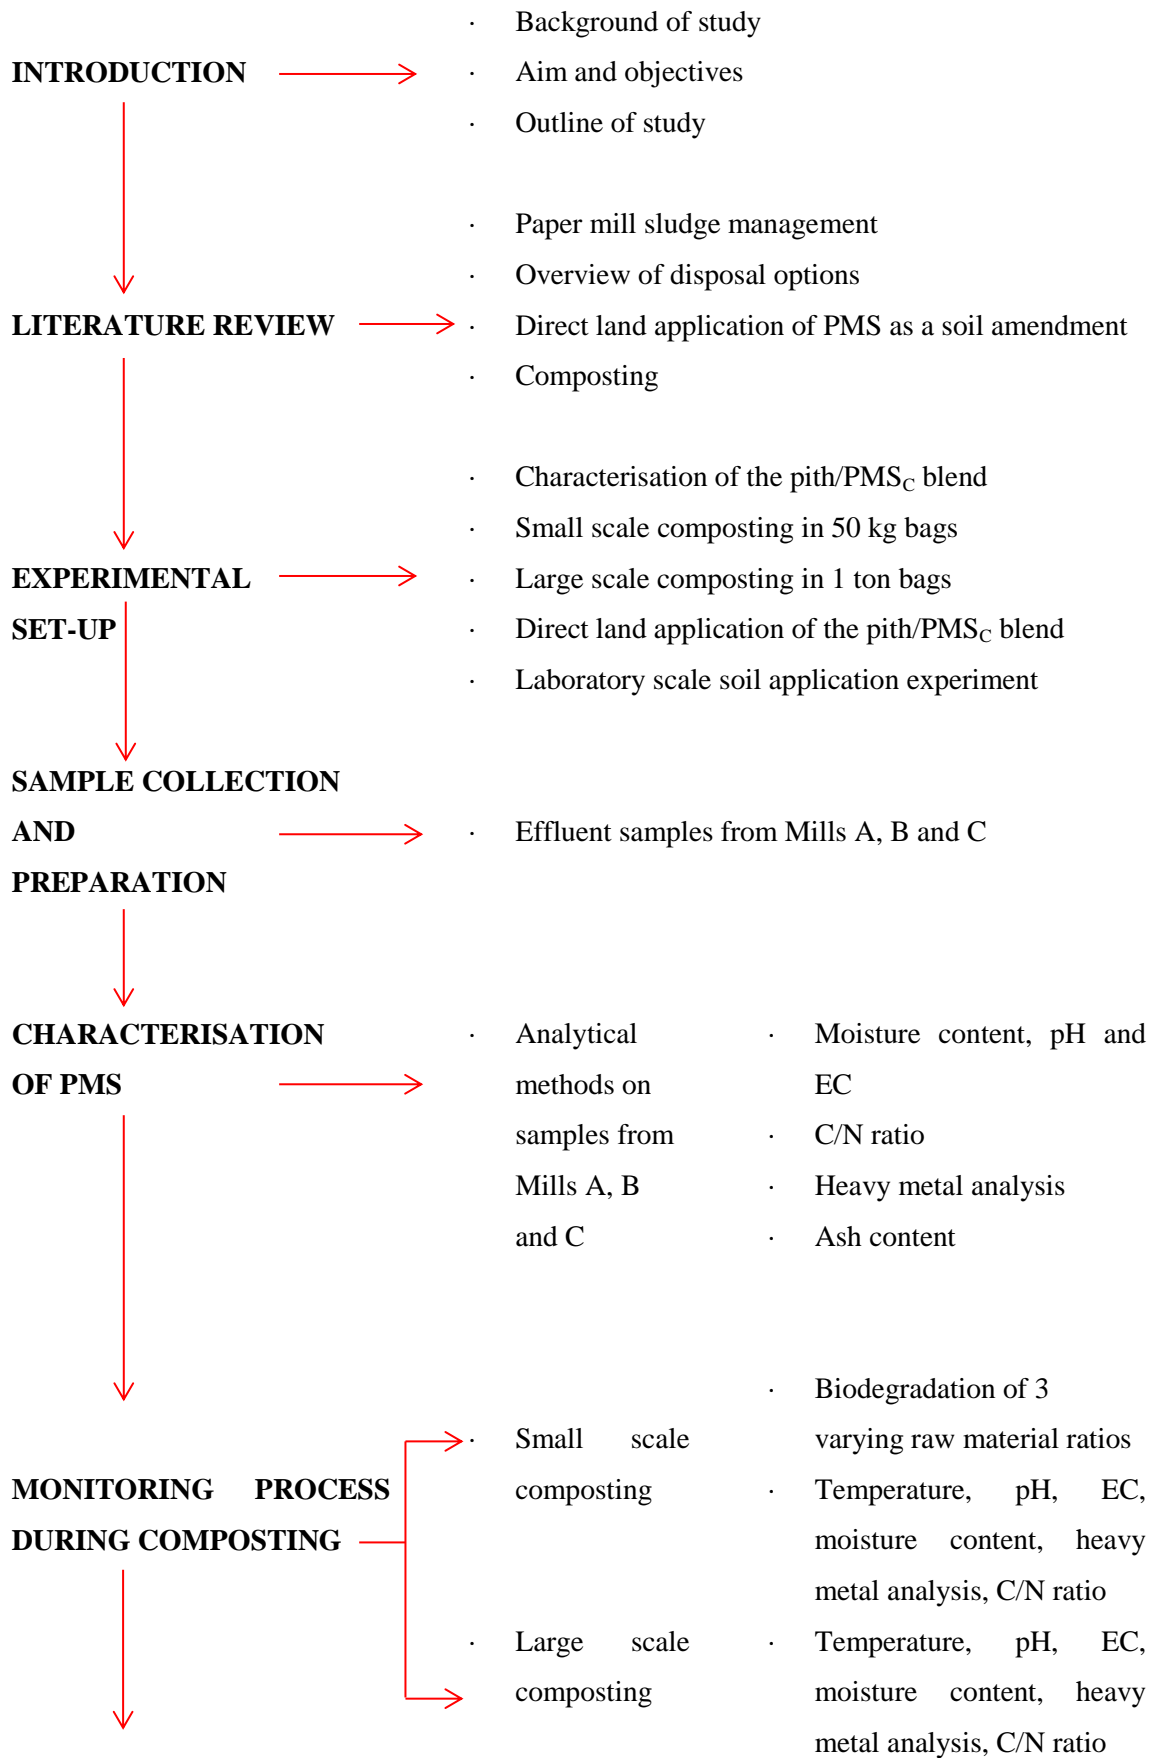 · Background of study
INTRODUCTION · Aim and objectives
· Outline of study
· Paper mill sludge management
· Overview of disposal options
LITERATURE REVIEW · Direct land application of PMS as a soil amendment
· Composting
· Characterisation of the pith/PMSC blend
· Small scale composting in 50 kg bags
EXPERIMENTAL · Large scale composting in 1 ton bags
SET-UP · Direct land application of the pith/PMSC blend
· Laboratory scale soil application experiment
SAMPLE COLLECTION
AND · Effluent samples from Mills A, B and C
PREPARATION
CHARACTERISATION · Analytical · Moisture content, pH and
OF PMS methods on EC
samples from · C/N ratio
Mills A, B · Heavy metal analysis
and C · Ash content
· Biodegradation of 3
· Small scale varying raw material ratios
MONITORING PROCESS composting · Temperature, pH, EC,
DURING COMPOSTING moisture content, heavy
metal analysis, C/N ratio
· Large scale · Temperature, pH, EC,
composting moisture content, heavy
metal analysis, C/N ratio